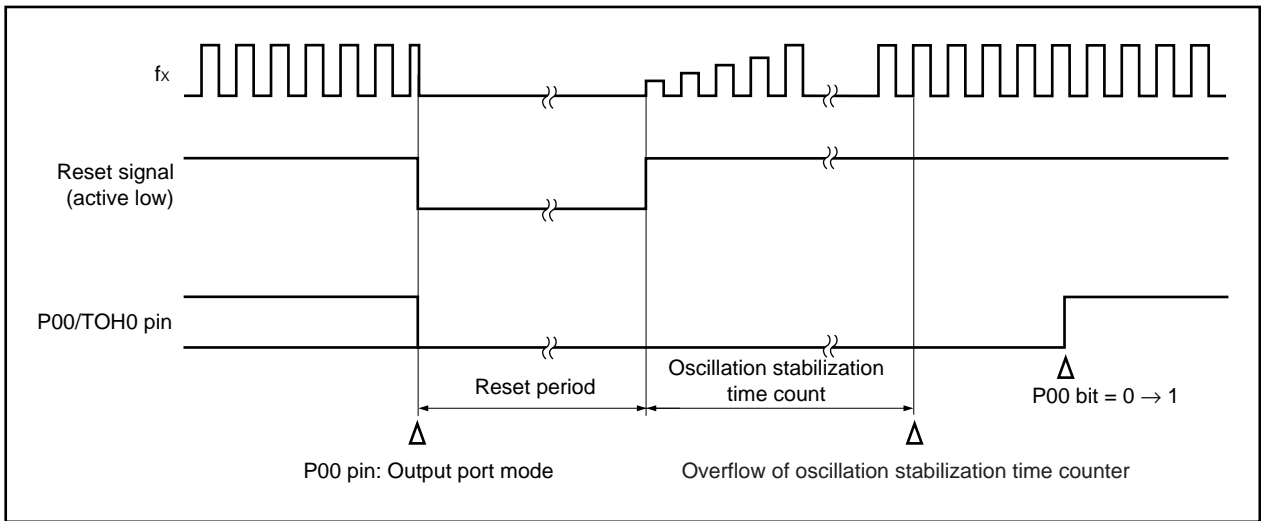 fX
Reset signal
(active low)
P00/TOH0 pin
Reset period
Oscillation stabilization
time count
P00 bit = 0 → 1
P00 pin: Output port mode
Overflow of oscillation stabilization time counter